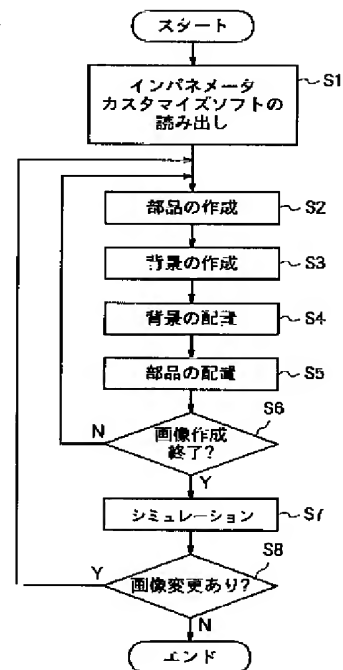 スタート
インパネメータ
カスタマイズソフトの
読み出し
S1
部品の作成
S2
背景の作成
S3
背景の配置
S4
部品の配置
S5
画像作成
終了?
S6
N
Y
シミュレーション
S7
画像変更あり?
S8
Y
N
エンド